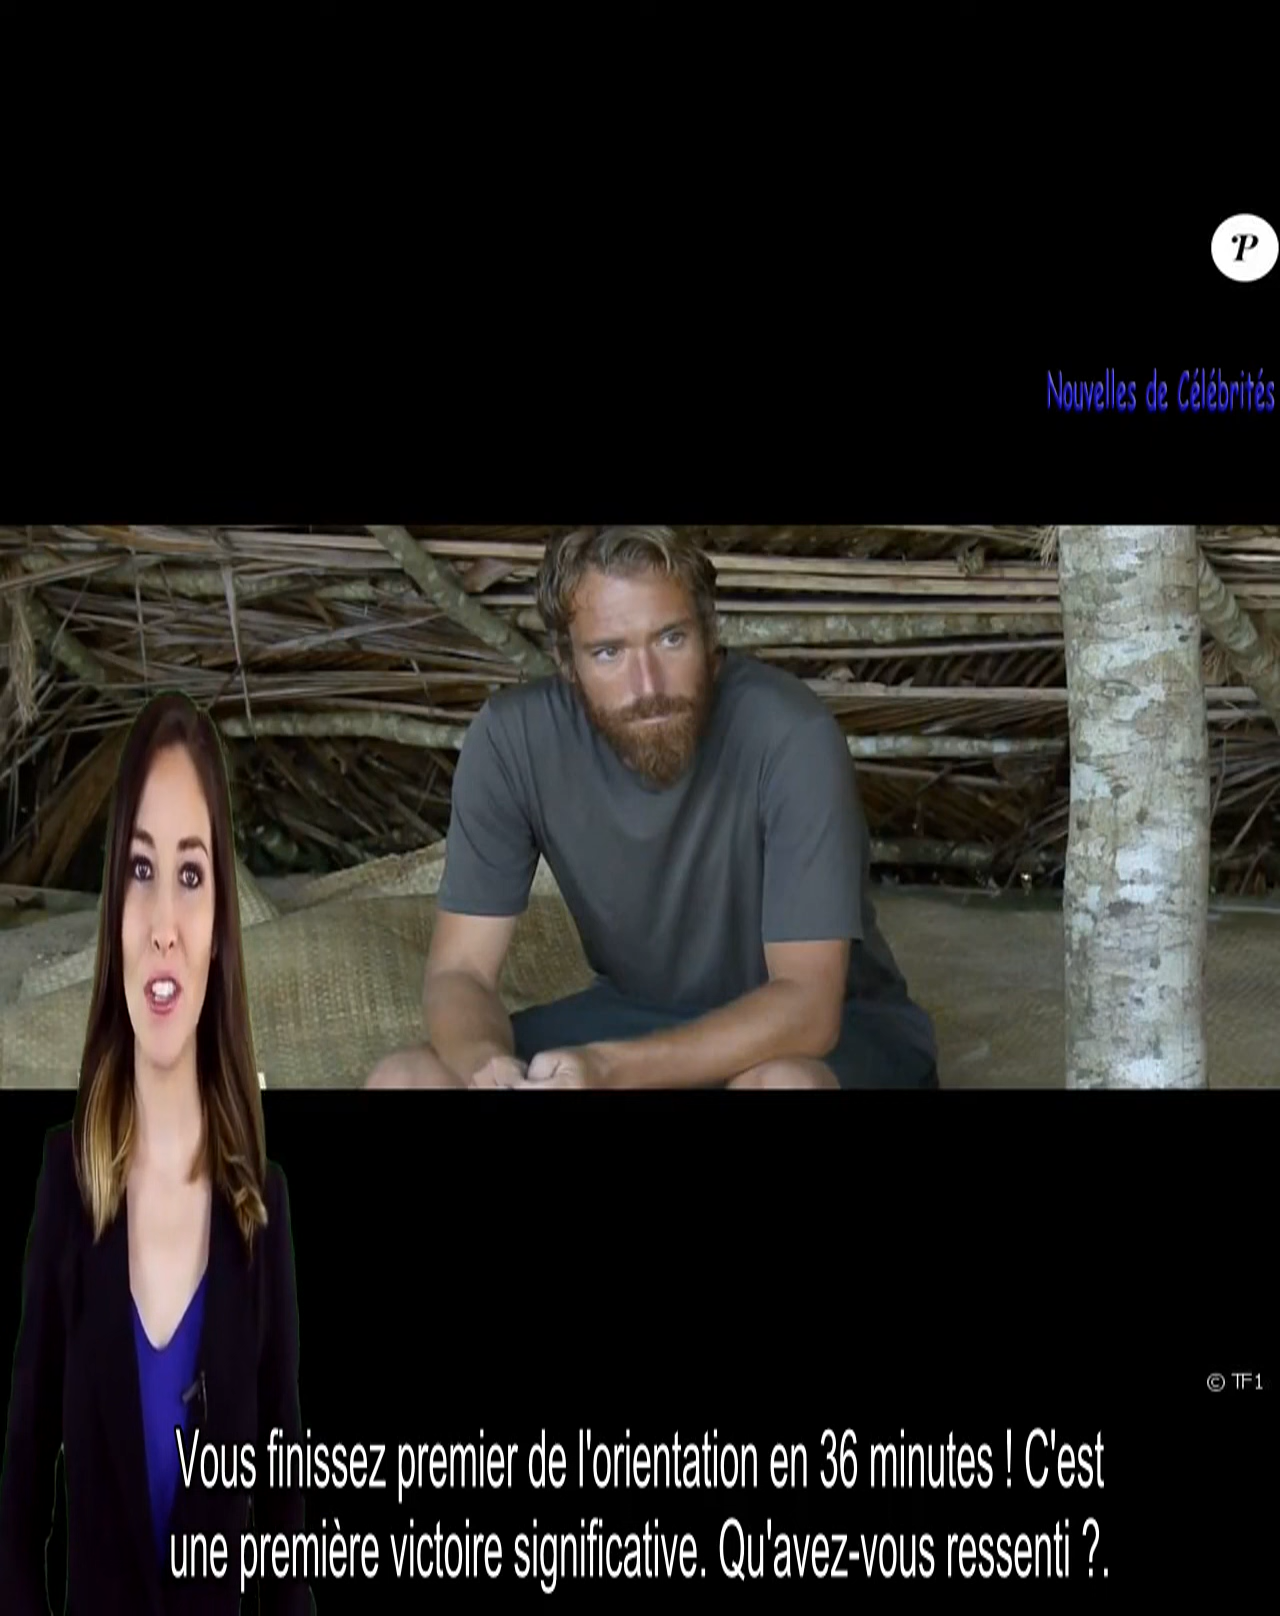 P
Nouvelles de Célébrités
© TF1
Vous finissez premier de l'orientation en 36 minutes ! C'est
une première victoire significative. Qu'avez-vous ressenti ?.